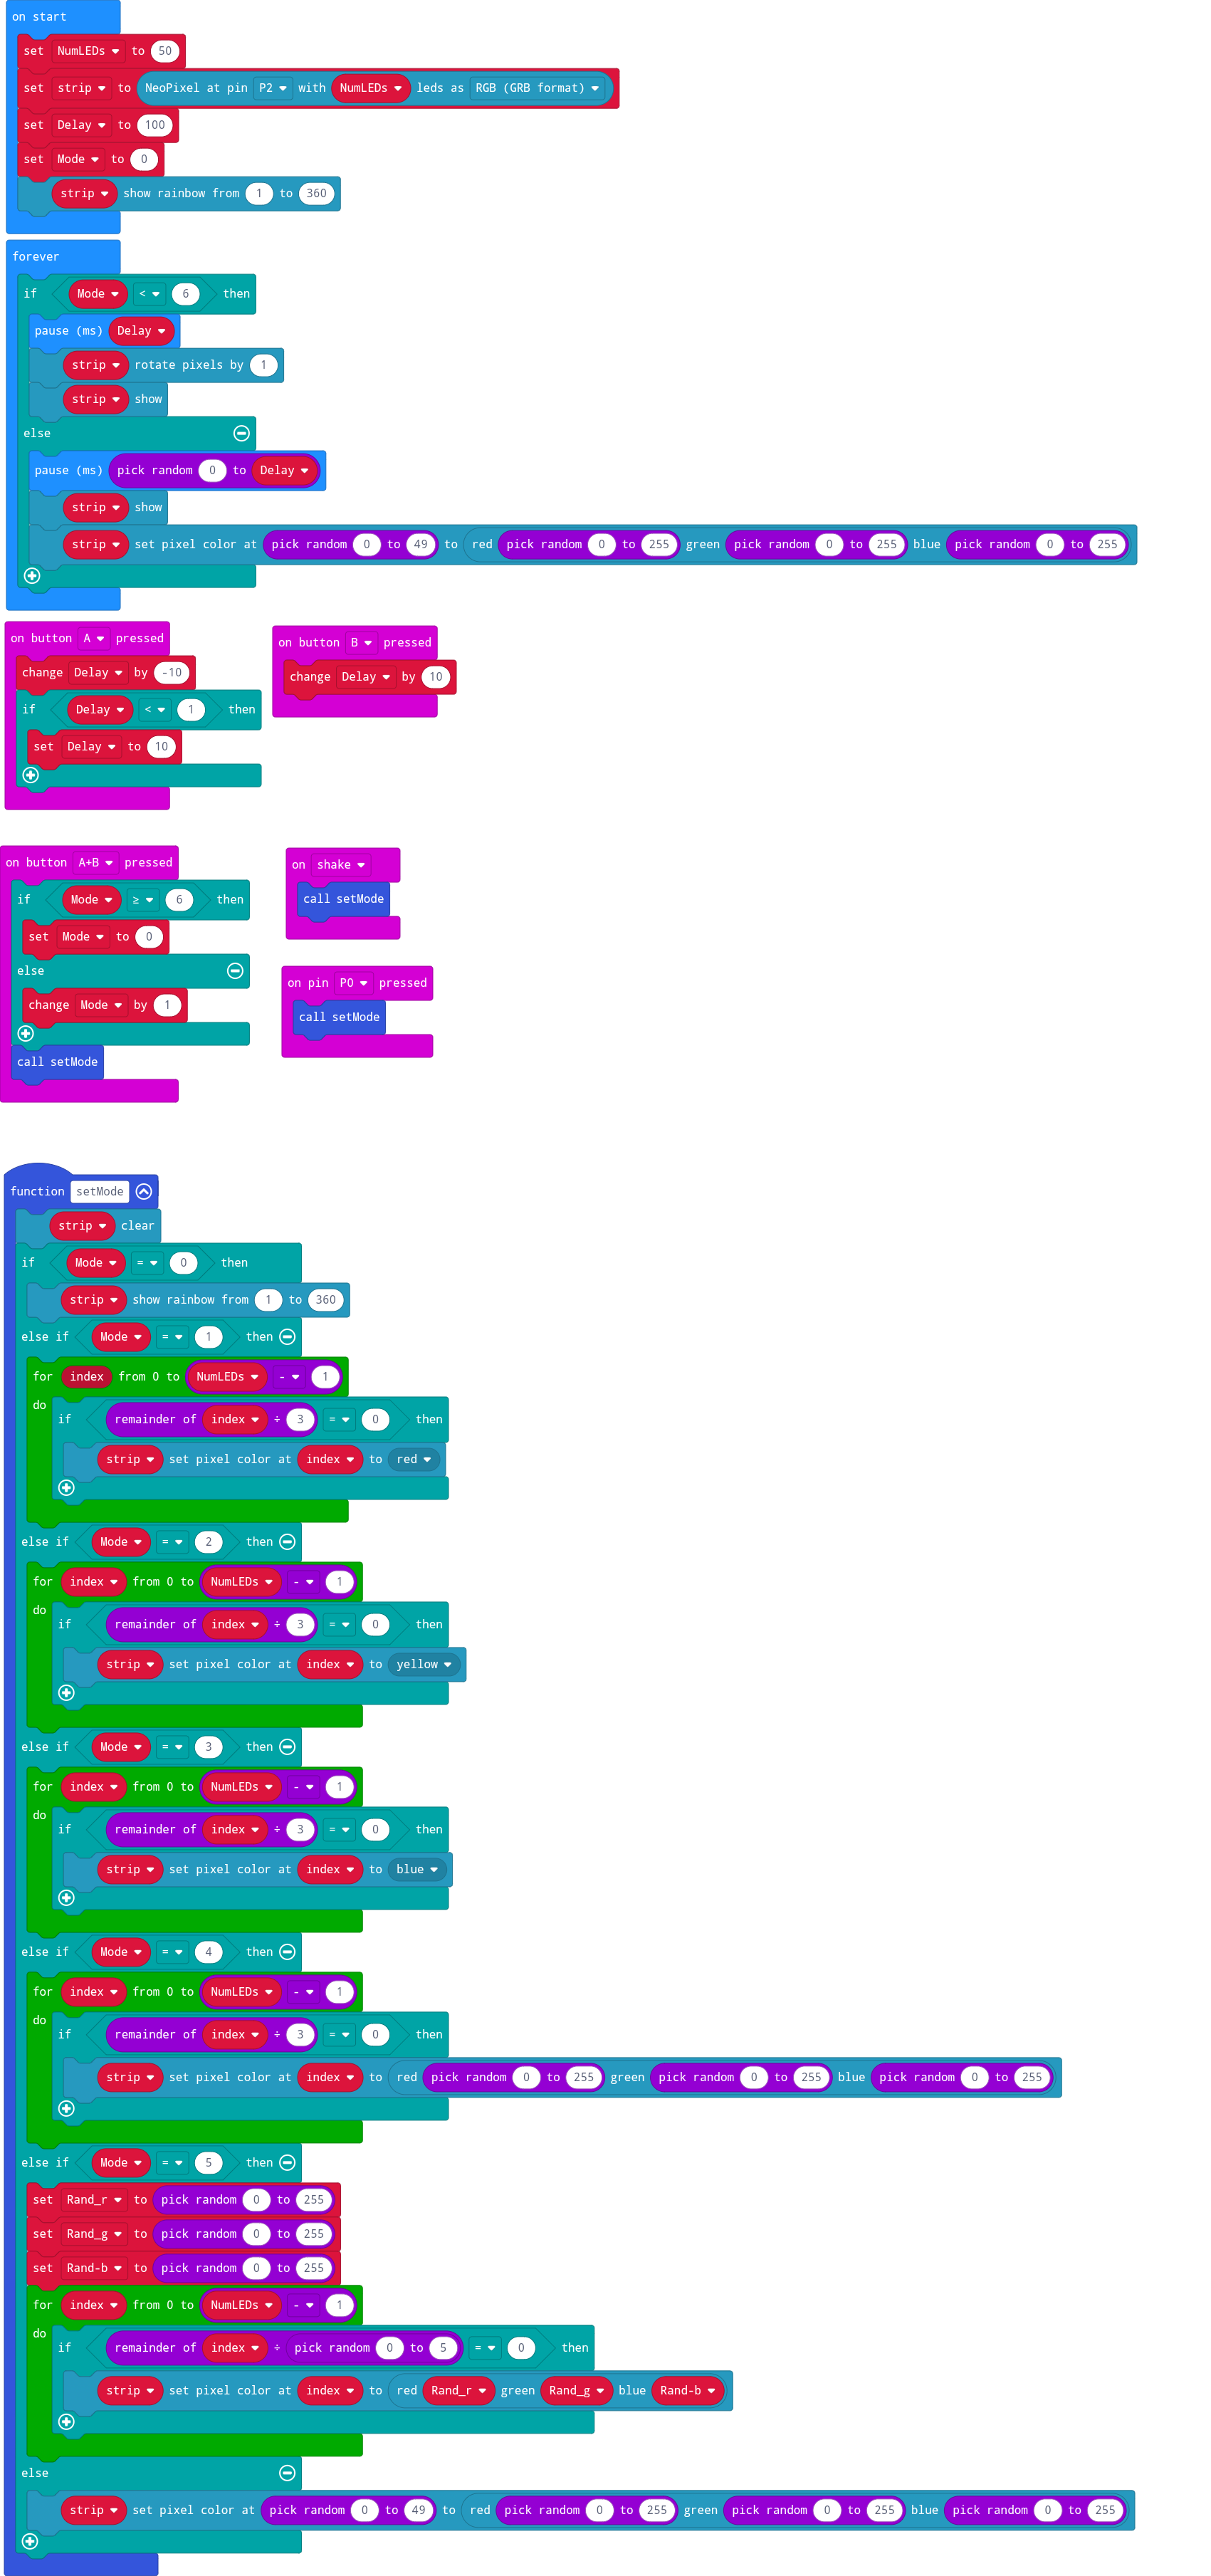 on start
set NumLEDs to 50
set strip to NeoPixel at pin P2 with NumLEDs leds as RGB (GRB format)
set Delay to 100
set Mode to 0
strip show rainbow from 1 to 360
forever
if Mode < 6 then
pause (ms) Delay
strip rotate pixels by 1
strip show
else
pause (ms) pick random 0 to Delay
strip show
strip set pixel color at pick random 0 to 49 to red pick random 0 to 255 green pick random 0 to 255 blue pick random 0 to 255
on button A pressed
change Delay by -10
if Delay < 1 then
set Delay to 10
on button B pressed
change Delay by 10
on button A+B pressed
if Mode ≥ 6 then
set Mode to 0
else
change Mode by 1
call setMode
on shake
call setMode
on pin P0 pressed
call setMode
function setMode
strip clear
if Mode = 0 then
strip show rainbow from 1 to 360
else if Mode = 1 then
for index from 0 to NumLEDs - 1
do if remainder of index ÷ 3 = 0 then
strip set pixel color at index to red
else if Mode = 2 then
for index from 0 to NumLEDs - 1
do if remainder of index ÷ 3 = 0 then
strip set pixel color at index to yellow
else if Mode = 3 then
for index from 0 to NumLEDs - 1
do if remainder of index ÷ 3 = 0 then
strip set pixel color at index to blue
else if Mode = 4 then
for index from 0 to NumLEDs - 1
do if remainder of index ÷ 3 = 0 then
strip set pixel color at index to red pick random 0 to 255 green pick random 0 to 255 blue pick random 0 to 255
else if Mode = 5 then
set Rand_r to pick random 0 to 255
set Rand_g to pick random 0 to 255
set Rand-b to pick random 0 to 255
for index from 0 to NumLEDs - 1
do if remainder of index ÷ pick random 0 to 5 = 0 then
strip set pixel color at index to red Rand_r green Rand_g blue Rand-b
else
strip set pixel color at pick random 0 to 49 to red pick random 0 to 255 green pick random 0 to 255 blue pick random 0 to 255